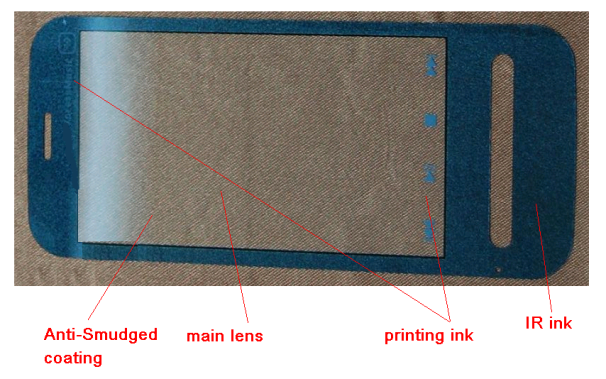 Anti-Smudged
coating
main lens
printing ink
IR ink